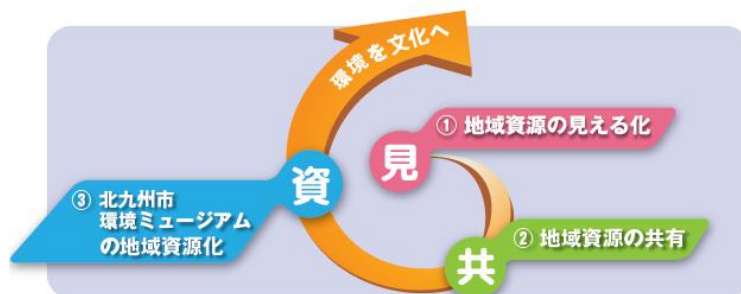 環境を文化へ
見
① 地域資源の見える化
共
② 地域資源の共有
資
③ 北九州市
環境ミュージアム
の地域資源化